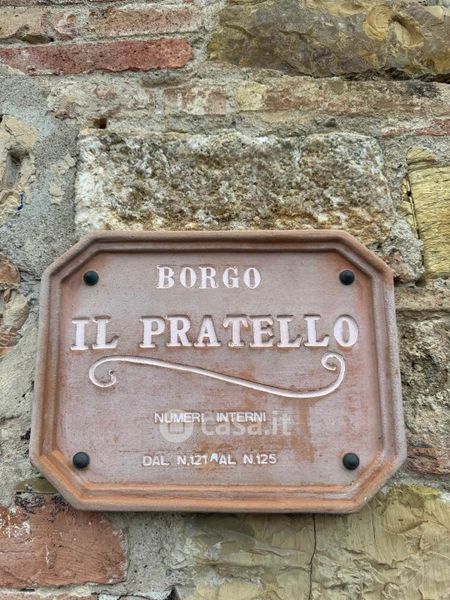 BORGO
IL PRATELLO
NUMERI INTERNI
casa.it
DAL N.121 AL N.125